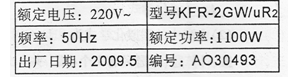 额定电压：220V~ 型号KFR-2GW/uR2
频率：50Hz 额定功率：1100W
出厂日期：2009.5 编号：AO30493